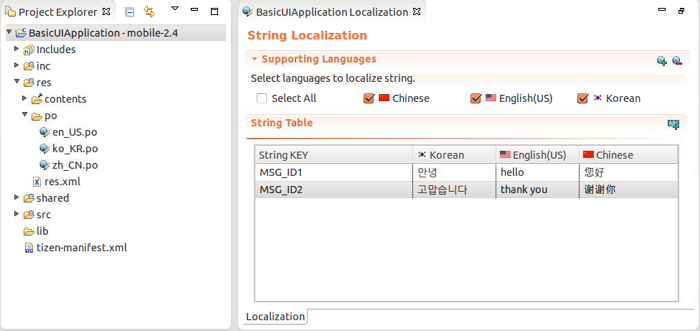 Project Explorer
BasicUIApplication - mobile-2.4
Includes
inc
res
contents
po
en_US.po
ko_KR.po
zh_CN.po
res.xml
shared
src
lib
tizen-manifest.xml
BasicUIApplication Localization
String Localization
Supporting Languages
Select languages to localize string.
Select All Chinese English(US) Korean
String Table
String KEY Korean English(US) Chinese
MSG_ID1 안녕 hello 您好
MSG_ID2 고맙습니다 thank you 谢谢你
Localization